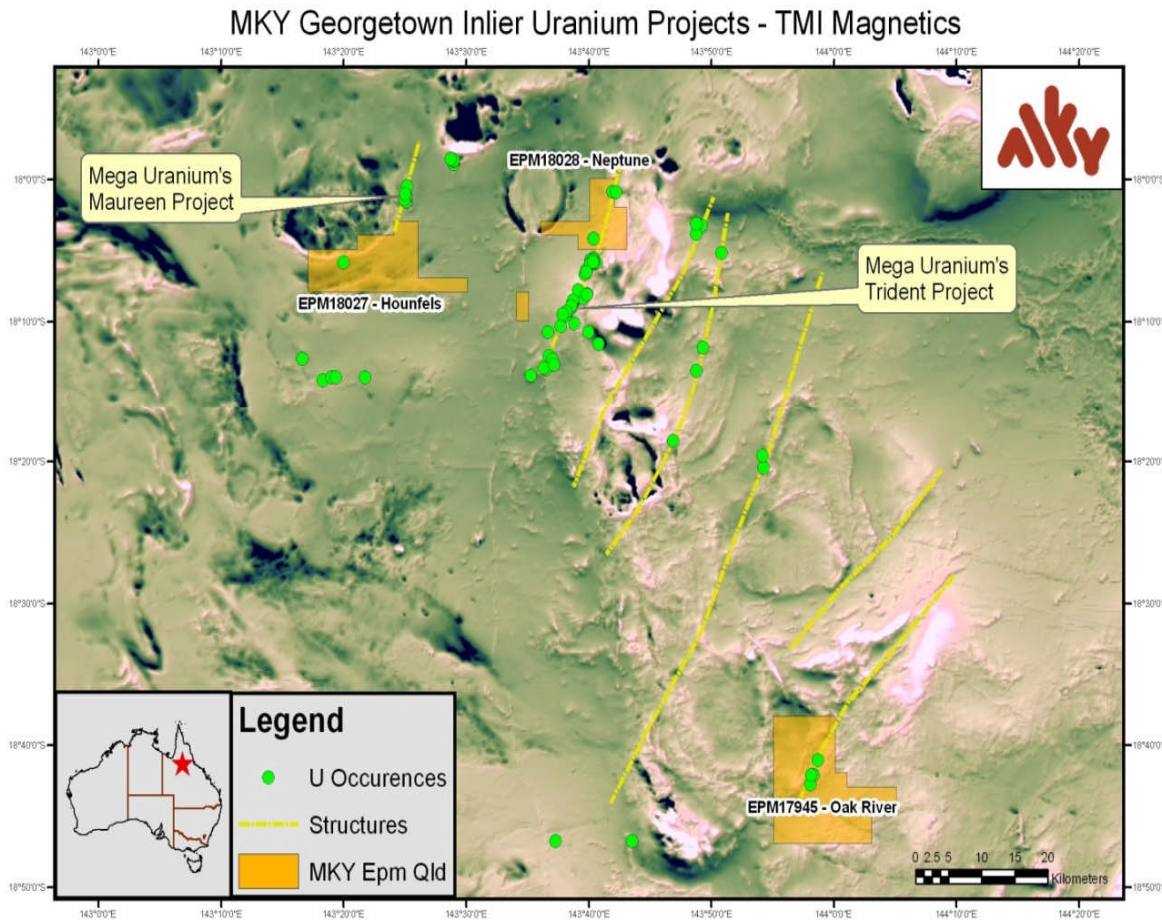 MKY Georgetown Inlier Uranium Projects - TMI Magnetics
143°0'0"E 143°10'0"E 143°20'0"E 143°30'0"E 143°40'0"E 143°50'0"E 144°0'0"E 144°10'0"E 144°20'0"E
MKY
EPM18028 - Neptune
Mega Uranium's
Maureen Project
18°0'0"S 18°0'0"S
Mega Uranium's
Trident Project
EPM18027 - Hounfels
18°10'0"S 18°10'0"S
18°20'0"S 18°20'0"S
18°30'0"S 18°30'0"S
18°40'0"S 18°40'0"S
Legend
U Occurences
Structures
MKY Epm Qld
EPM17945 - Oak River
0 2.5 5 10 15 20
Kilometers
18°50'0"S 18°50'0"S
143°0'0"E 143°10'0"E 143°20'0"E 143°30'0"E 143°40'0"E 143°50'0"E 144°0'0"E 144°10'0"E 144°20'0"E